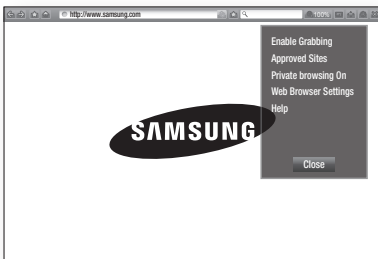 http://www.samsung.com
100%
Enable Grabbing
Approved Sites
Private browsing On
Web Browser Settings
Help
SAMSUNG
Close